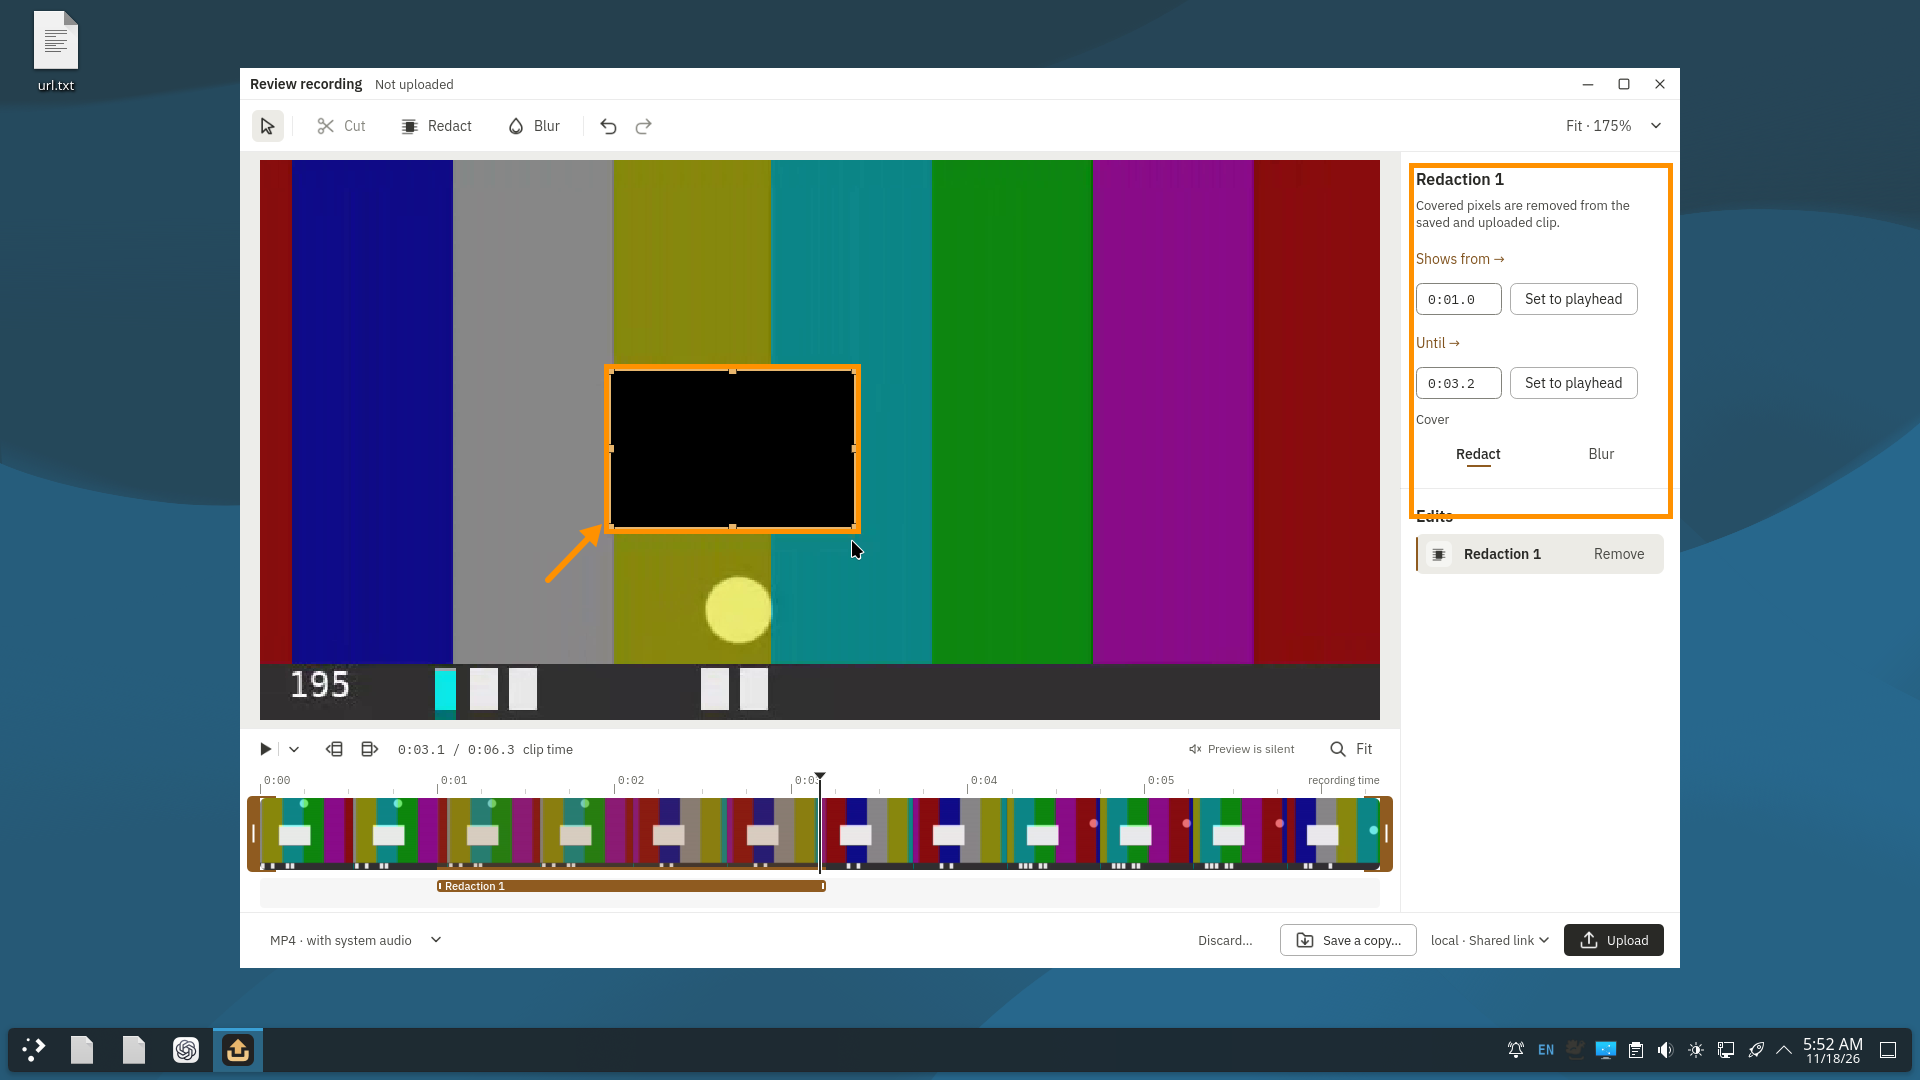 url.txt
Review recording Not uploaded
Cut Redact Blur Fit · 175%
Redaction 1
Covered pixels are removed from the
saved and uploaded clip.
Shows from →
0:01.0 Set to playhead
Until →
0:03.2 Set to playhead
Cover
Redact Blur
Edits
Redaction 1 Remove
195
0:03.1 / 0:06.3 clip time Preview is silent Fit
0:00 0:01 0:02 0:03 0:04 0:05 recording time
Redaction 1
MP4 · with system audio Discard... Save a copy... local · Shared link Upload
EN 5:52 AM
11/18/26